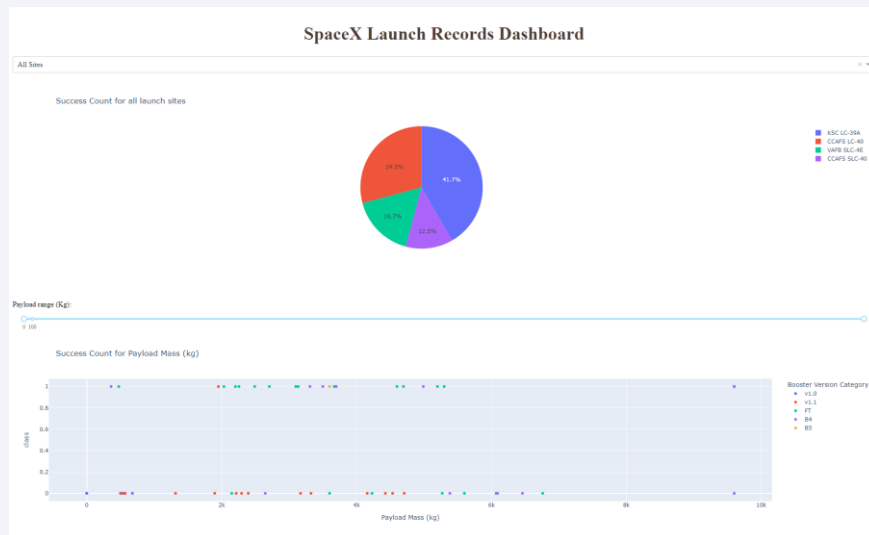 SpaceX Launch Records Dashboard
All Sites
Success Count for all launch sites
KSC LC-39A
CCAFS LC-40
VAFB SLC-4E
CCAFS SLC-40
29.2%
41.7%
16.7%
12.5%
Payload range (Kg):
0 100
Success Count for Payload Mass (kg)
Booster Version Category
v1.0
v1.1
FT
B4
B5
class
1
0.8
0.6
0.4
0.2
0
0 2k 4k 6k 8k 10k
Payload Mass (kg)